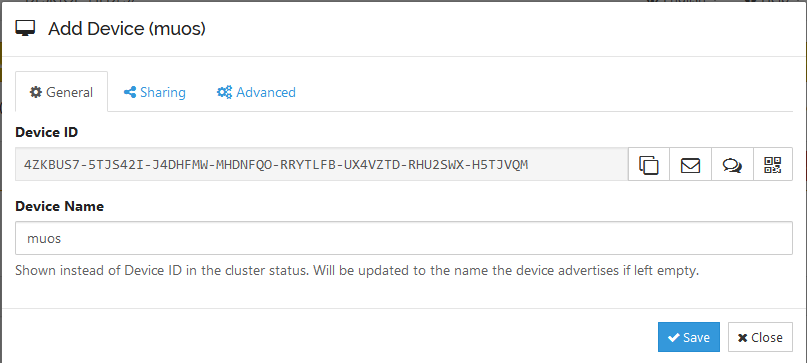 Add Device (muos)
General Sharing Advanced
Device ID
4ZKBUS7-5TJS42I-J4DHFMW-MHDNFQO-RRYTLFB-UX4VZTD-RHU2SWX-H5TJVQM
Device Name
muos
Shown instead of Device ID in the cluster status. Will be updated to the name the device advertises if left empty.
Save Close